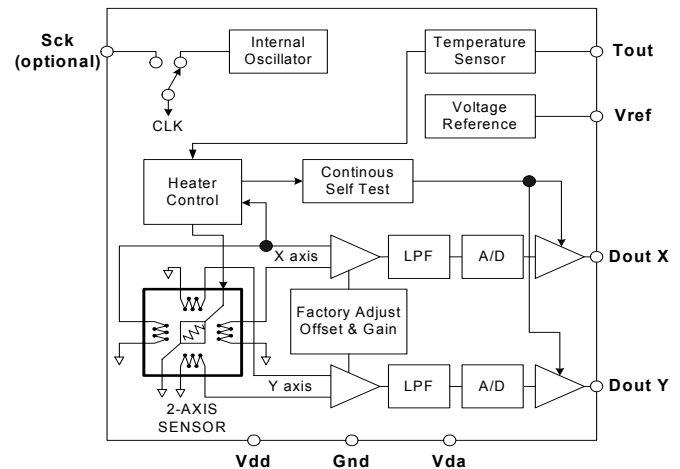 Sck
(optional)
Internal
Oscillator
CLK
Temperature
Sensor
Tout
Voltage
Reference
Vref
Heater
Control
Continous
Self Test
X axis
LPF
A/D
Dout X
Factory Adjust
Offset & Gain
Y axis
LPF
A/D
Dout Y
2-AXIS
SENSOR
Vdd
Gnd
Vda